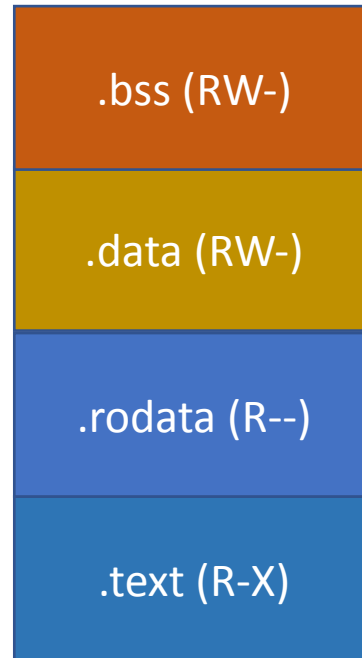 .bss (RW-)
.data (RW-)
.rodata (R--)
.text (R-X)